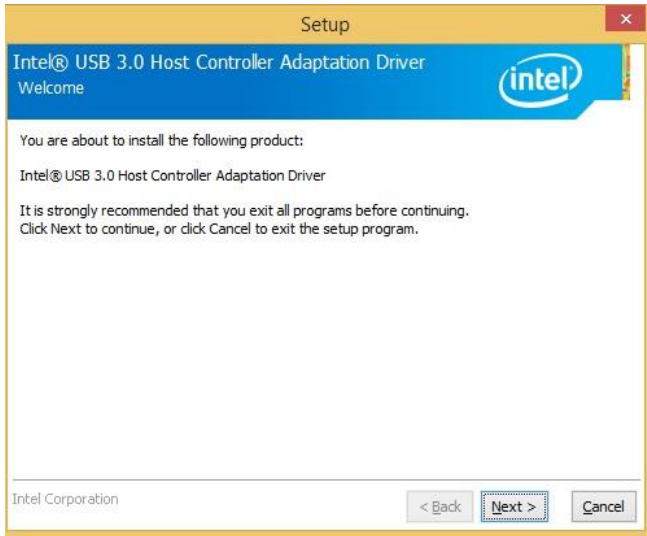 Setup
Intel® USB 3.0 Host Controller Adaptation Driver
Welcome
intel
You are about to install the following product:
Intel® USB 3.0 Host Controller Adaptation Driver
It is strongly recommended that you exit all programs before continuing.
Click Next to continue, or click Cancel to exit the setup program.
Intel Corporation
< Back Next > Cancel